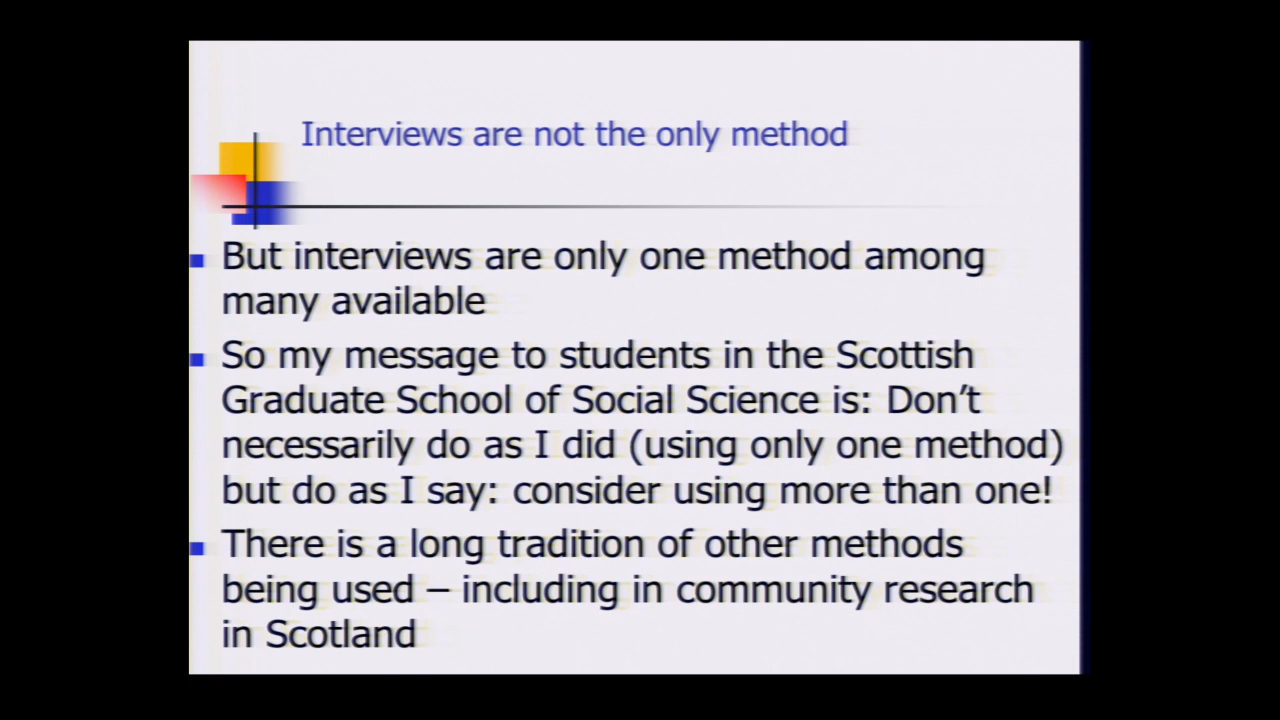 Interviews are not the only method
But interviews are only one method among
many available
So my message to students in the Scottish
Graduate School of Social Science is: Don’t
necessarily do as I did (using only one method)
but do as I say: consider using more than one!
There is a long tradition of other methods
being used – including in community research
in Scotland